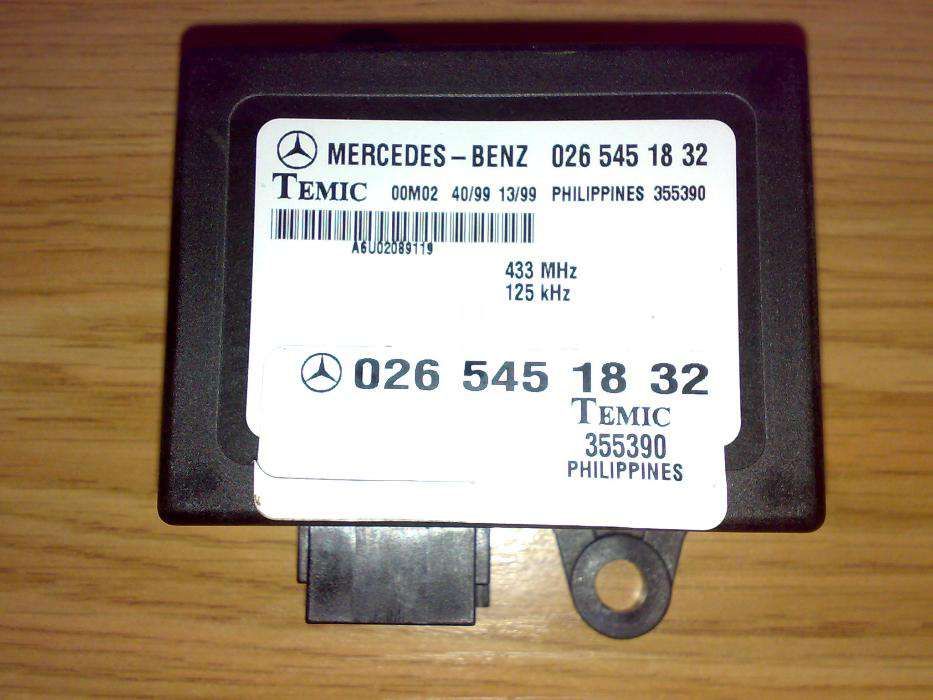 MERCEDES-BENZ 026 545 18 32
TEMIC 00M02 40/99 13/99 PHILIPPINES 355390
A6U02089119
433 MHz
125 kHz
026 545 18 32
TEMIC
355390
PHILIPPINES